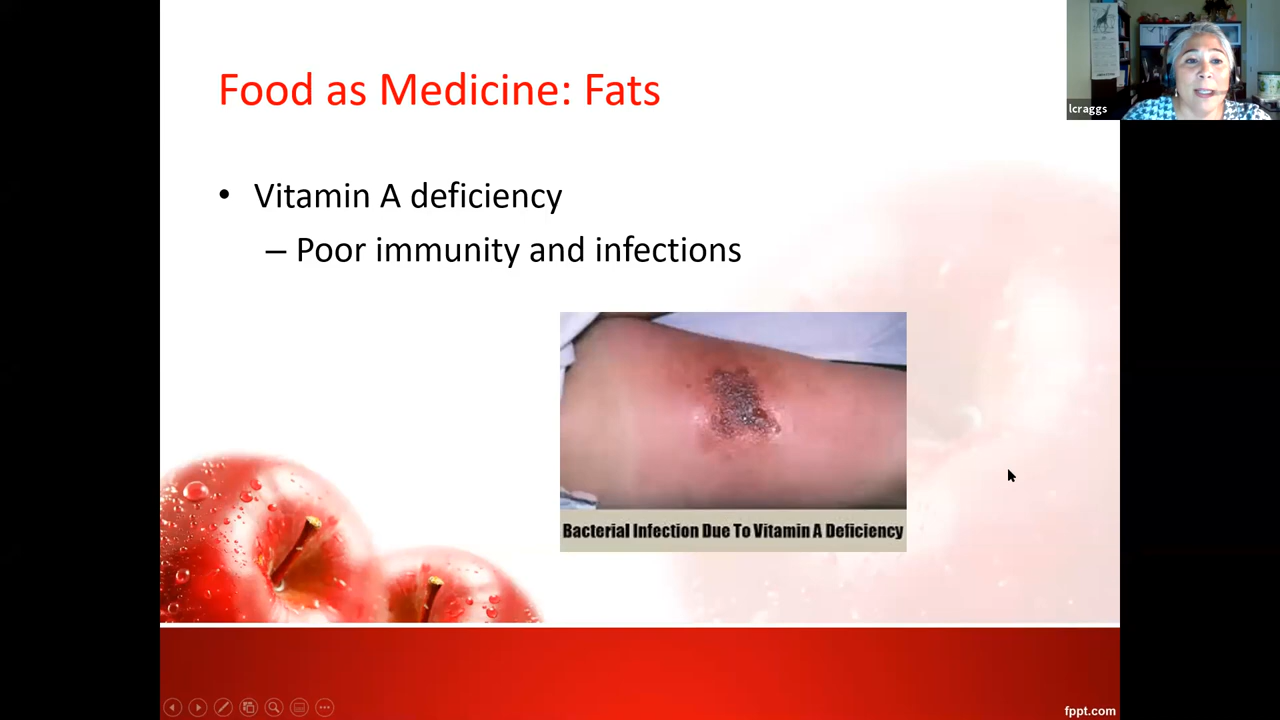 Food as Medicine: Fats
lcraggs
• Vitamin A deficiency
– Poor immunity and infections
Bacterial Infection Due To Vitamin A Deficiency
fppt.com